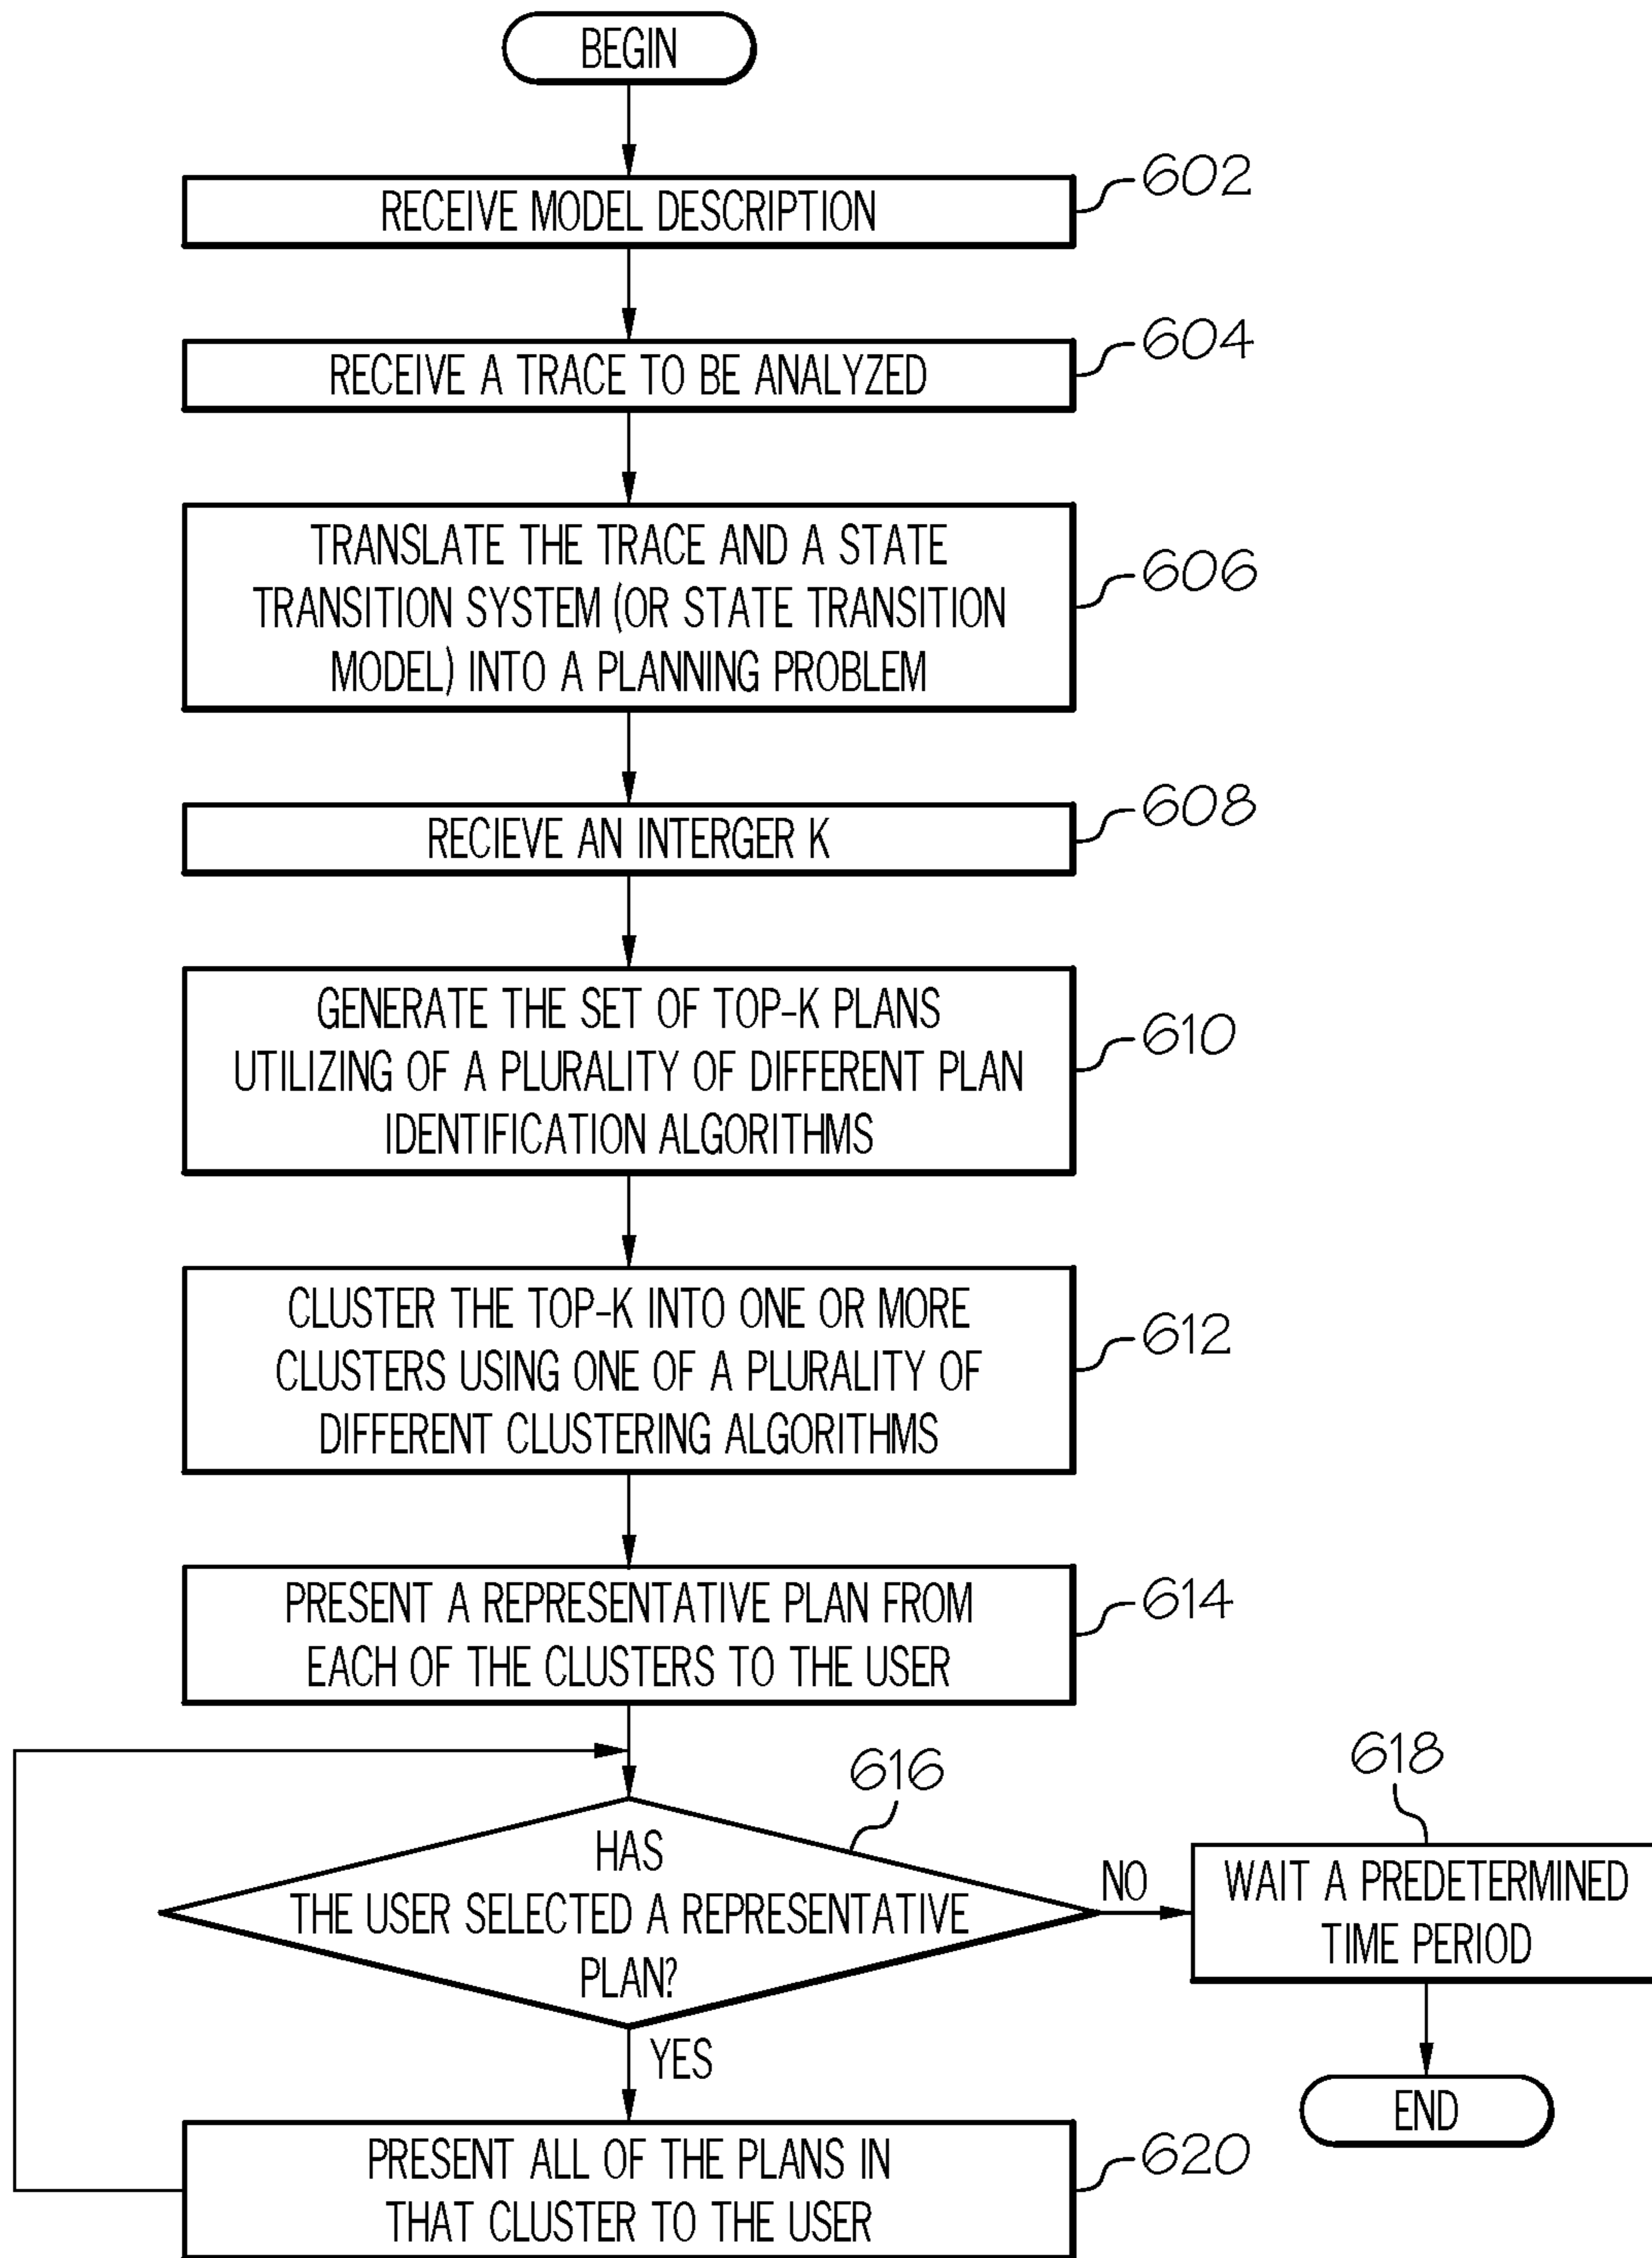 BEGIN
RECEIVE MODEL DESCRIPTION
602
RECEIVE A TRACE TO BE ANALYZED
604
TRANSLATE THE TRACE AND A STATE
TRANSITION SYSTEM (OR STATE TRANSITION
MODEL) INTO A PLANNING PROBLEM
606
RECIEVE AN INTERGER K
608
GENERATE THE SET OF TOP-K PLANS
UTILIZING OF A PLURALITY OF DIFFERENT PLAN
IDENTIFICATION ALGORITHMS
610
CLUSTER THE TOP-K INTO ONE OR MORE
CLUSTERS USING ONE OF A PLURALITY OF
DIFFERENT CLUSTERING ALGORITHMS
612
PRESENT A REPRESENTATIVE PLAN FROM
EACH OF THE CLUSTERS TO THE USER
614
616
HAS
THE USER SELECTED A REPRESENTATIVE
PLAN?
NO
618
WAIT A PREDETERMINED
TIME PERIOD
YES
END
PRESENT ALL OF THE PLANS IN
THAT CLUSTER TO THE USER
620